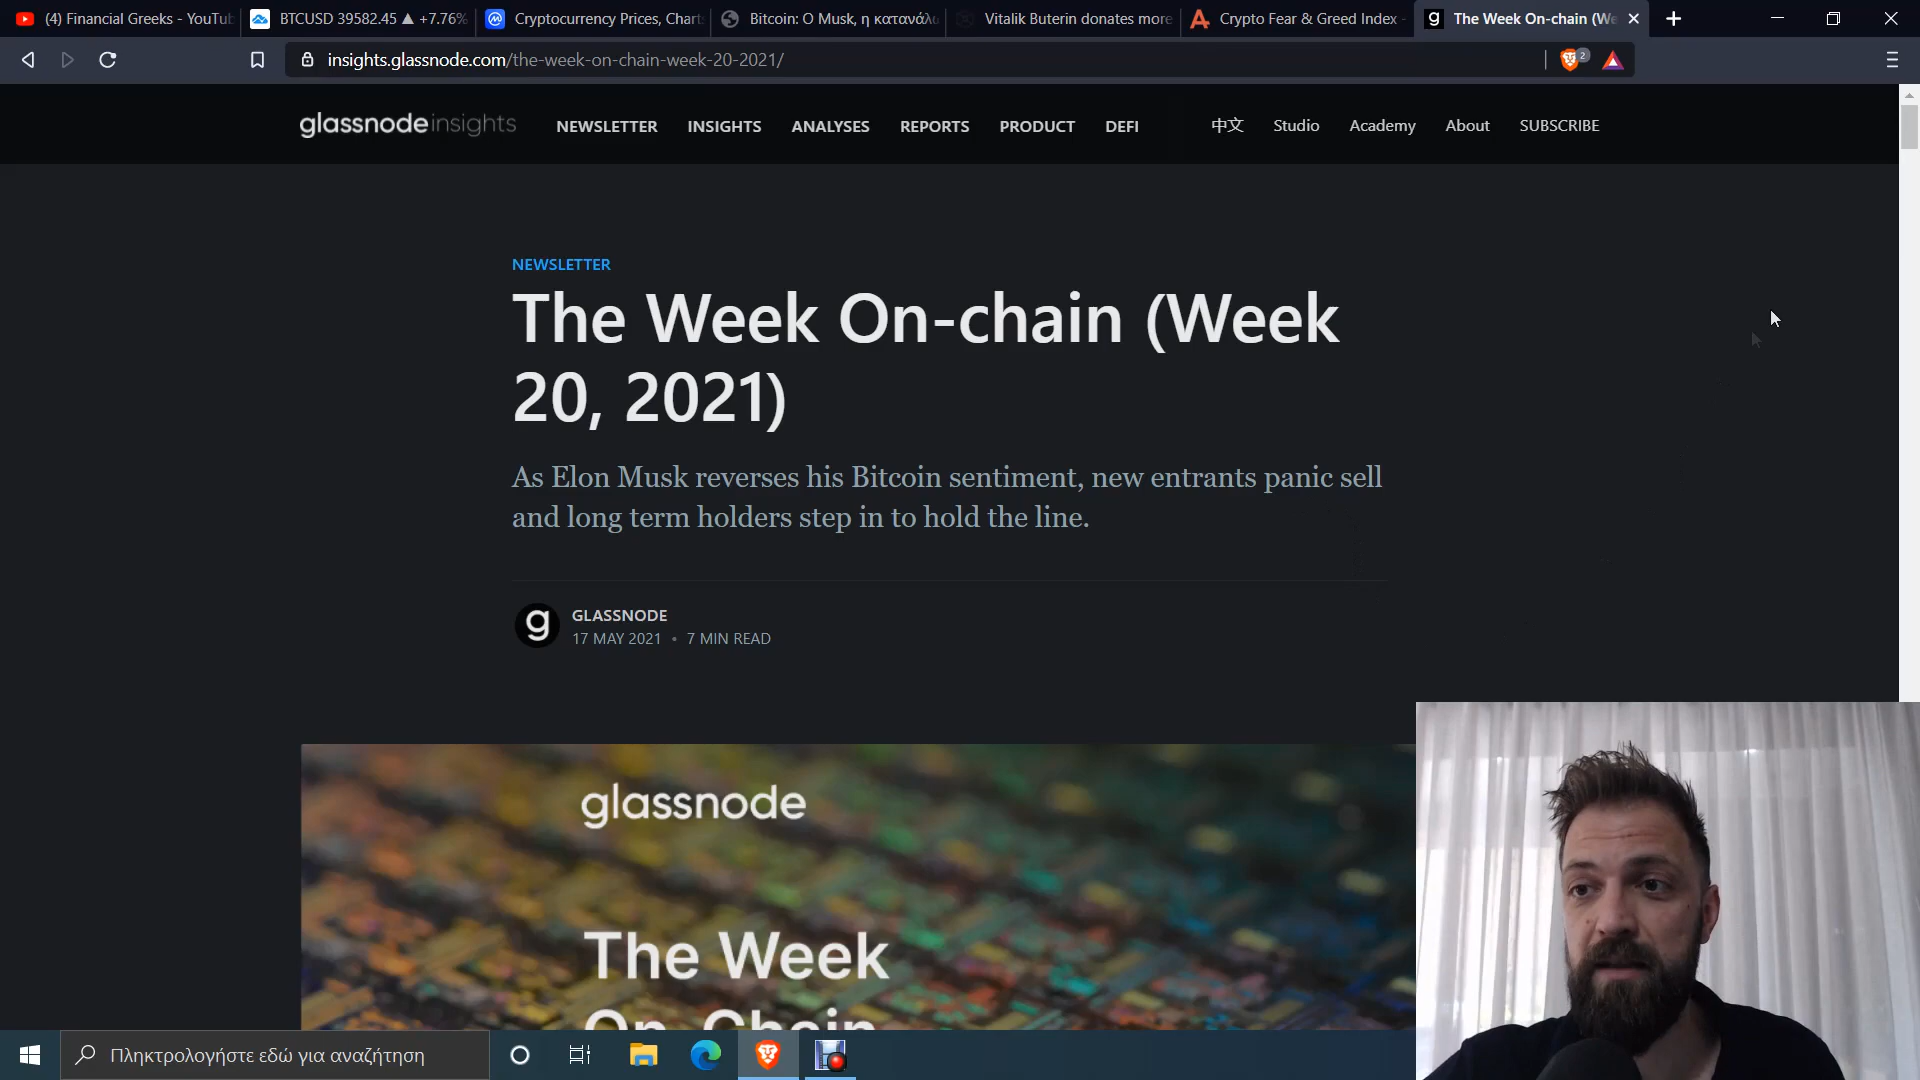 (4) Financial Greeks - YouTub
BTCUSD 39582.45 ▲ +7.76%
Cryptocurrency Prices, Chart
Bitcoin: Ο Musk, η κατανάλω
Vitalik Buterin donates more
Crypto Fear & Greed Index -
The Week On-chain (We
insights.glassnode.com/the-week-on-chain-week-20-2021/
2
glassnode insights
NEWSLETTER
INSIGHTS
ANALYSES
REPORTS
PRODUCT
DEFI
中文
Studio
Academy
About
SUBSCRIBE
NEWSLETTER
The Week On-chain (Week
20, 2021)
As Elon Musk reverses his Bitcoin sentiment, new entrants panic sell
and long term holders step in to hold the line.
g
GLASSNODE
17 MAY 2021 • 7 MIN READ
glassnode
The Week
On-Chain
Πληκτρολογήστε εδώ για αναζήτηση